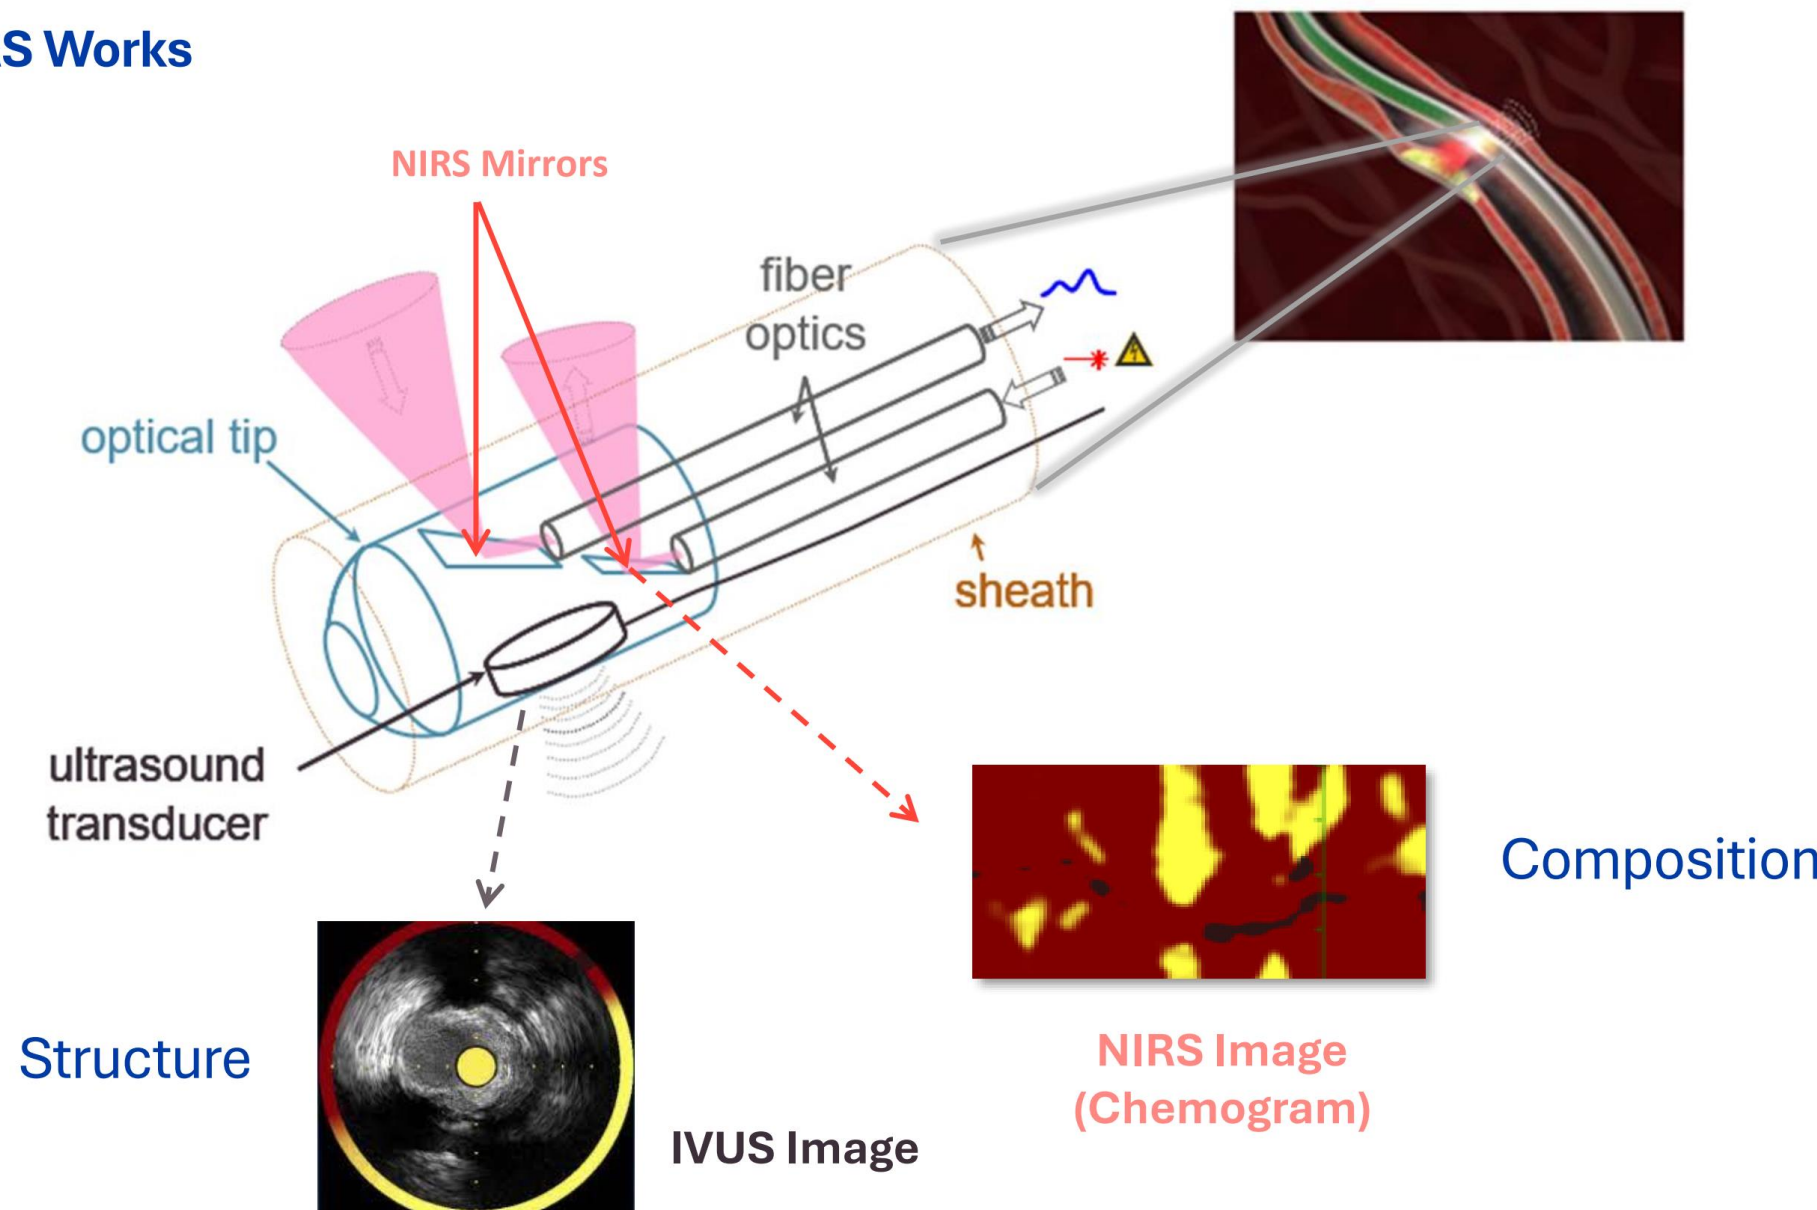 S Works
NIRS Mirrors
fiber
optics
optical tip
sheath
ultrasound
transducer
Composition
Structure
NIRS Image
(Chemogram)
IVUS Image